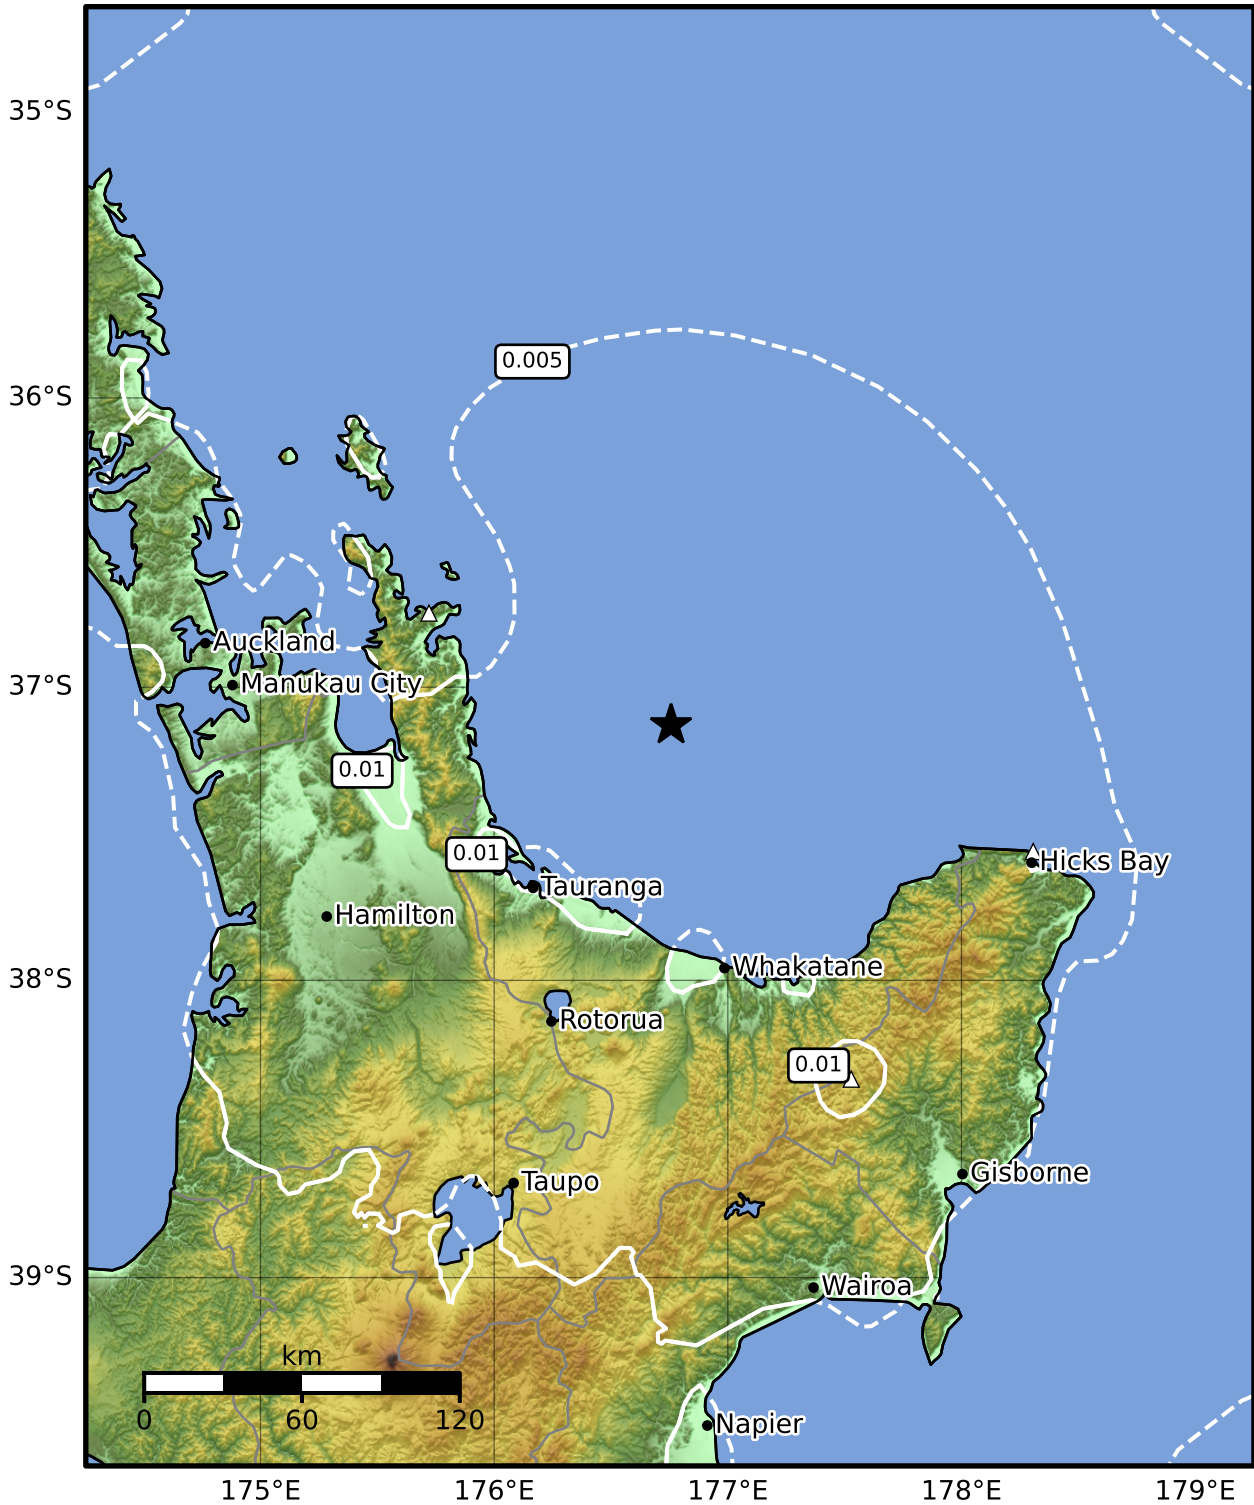 35°S
0.005
36°S
Auckland
37°S
Manukau City
0.01
0.01
Hicks Bay
Tauranga
Hamilton
Whakatane
38°S
Rotorua
0.01
Gisborne
Taupo
39°S
Wairoa
km
0 60 120
Napier
175°E 176°E 177°E 178°E 179°E